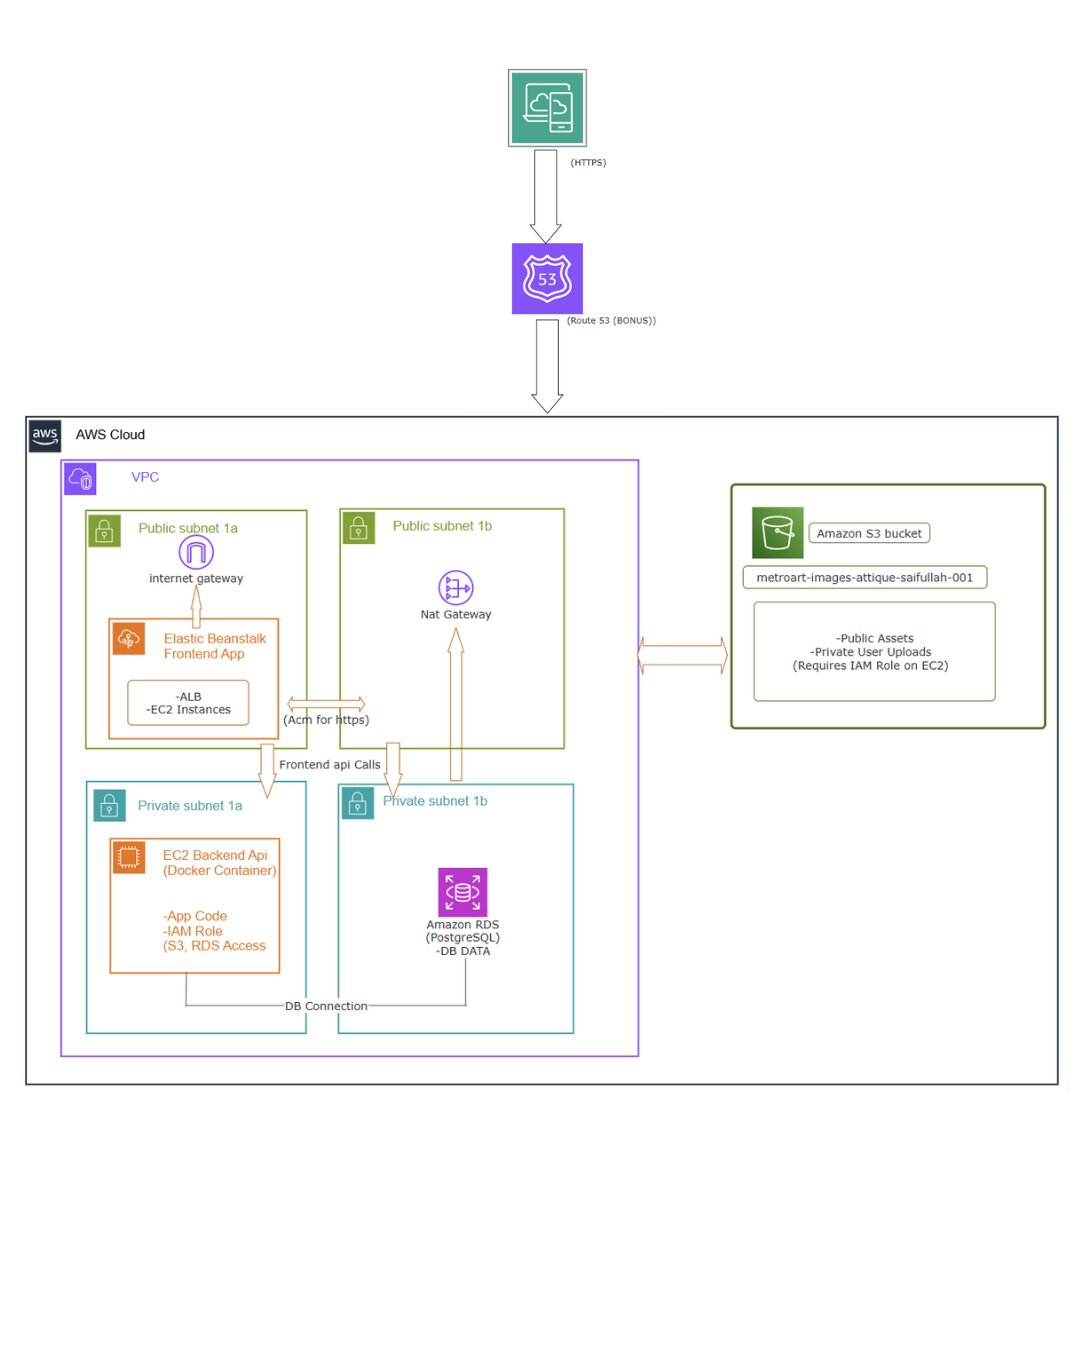 (HTTPS)
53
(Route 53 (BONUS))
aws
AWS Cloud
VPC
Public subnet 1a
internet gateway
Elastic Beanstalk
Frontend App
-ALB
-EC2 Instances
Public subnet 1b
Nat Gateway
(Acm for https)
Frontend api Calls
Private subnet 1a
EC2 Backend Api
(Docker Container)
-App Code
-IAM Role
(S3, RDS Access
Private subnet 1b
Amazon RDS
(PostgreSQL)
-DB DATA
DB Connection
Amazon S3 bucket
metroart-images-attique-saifullah-001
-Public Assets
-Private User Uploads
(Requires IAM Role on EC2)